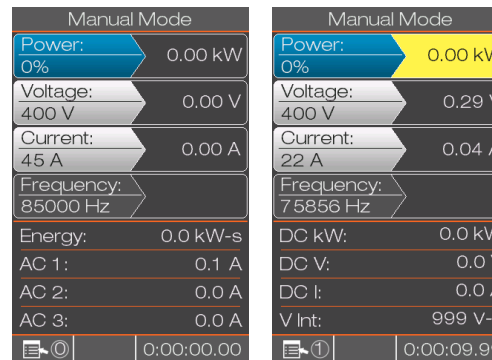 Manual Mode
Power:
0%
0.00 kW
Voltage:
400 V
0.00 V
Current:
45 A
0.00 A
Frequency:
85000 Hz
Energy: 0.0 kW-s
AC 1: 0.1 A
AC 2: 0.0 A
AC 3: 0.0 A
0 0:00:00.00
Manual Mode
Power:
0%
0.00 kW
Voltage:
400 V
0.29 V
Current:
22 A
0.04 A
Frequency:
75856 Hz
DC kW: 0.0 kW
DC V: 0.0
DC I: 0.0
V Int: 999 V-
1 0:00:09.9